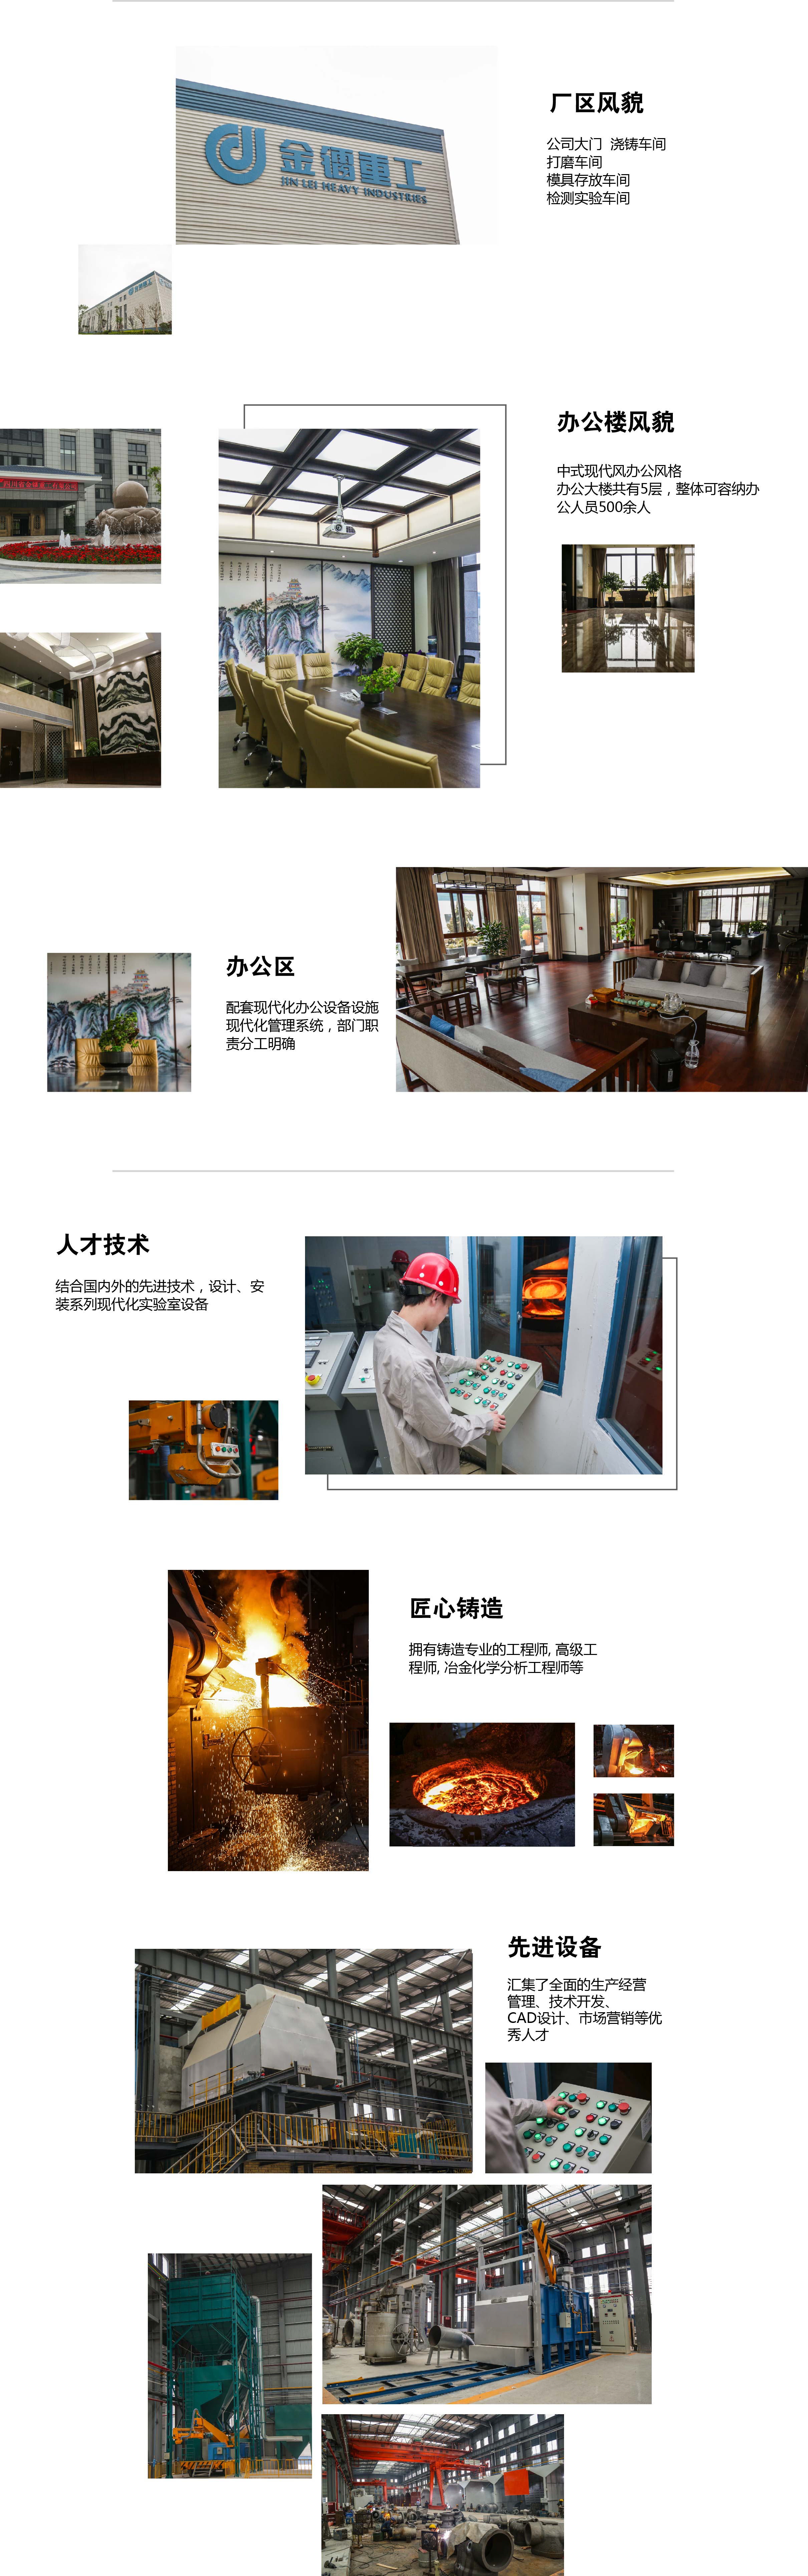 金镭重工
JIN LEI HEAVY INDUSTRIES
厂区风貌
公司大门 浇铸车间
打磨车间
模具存放车间
检测实验车间
办公楼风貌
中式现代风办公风格
办公大楼共有5层，整体可容纳办
公人员500余人
办公区
配套现代化办公设备设施
现代化管理系统，部门职
责分工明确
人才技术
结合国内外的先进技术，设计、安
装系列现代化实验室设备
匠心铸造
拥有铸造专业的工程师, 高级工
程师, 冶金化学分析工程师等
先进设备
汇集了全面的生产经营
管理、技术开发、
CAD设计、市场营销等优
秀人才